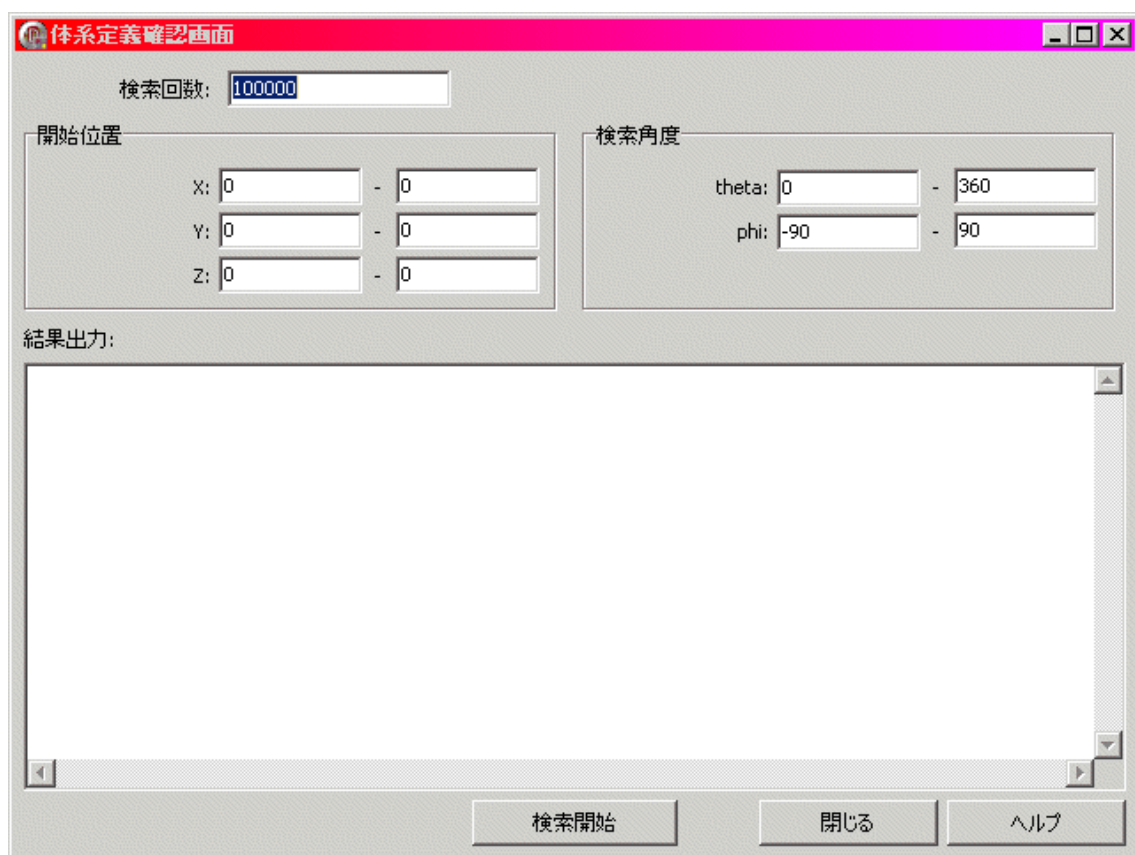 体系定義確認画面
検索回数: 100000
開始位置
X: 0 - 0
Y: 0 - 0
Z: 0 - 0
検索角度
theta: 0 - 360
phi: -90 - 90
結果出力:
検索開始 閉じる ヘルプ